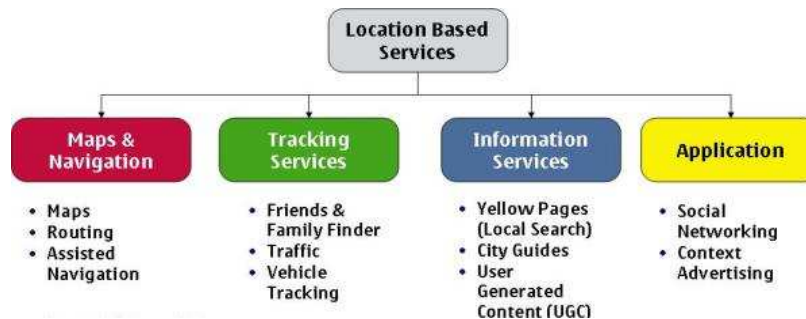 Location Based
Services
Maps &
Navigation
Tracking
Services
Information
Services
Application
• Maps
• Routing
• Assisted
Navigation
• Friends &
Family Finder
• Traffic
• Vehicle
Tracking
• Yellow Pages
(Local Search)
• City Guides
• User
Generated
Content (UGC)
• Social
Networking
• Context
Advertising